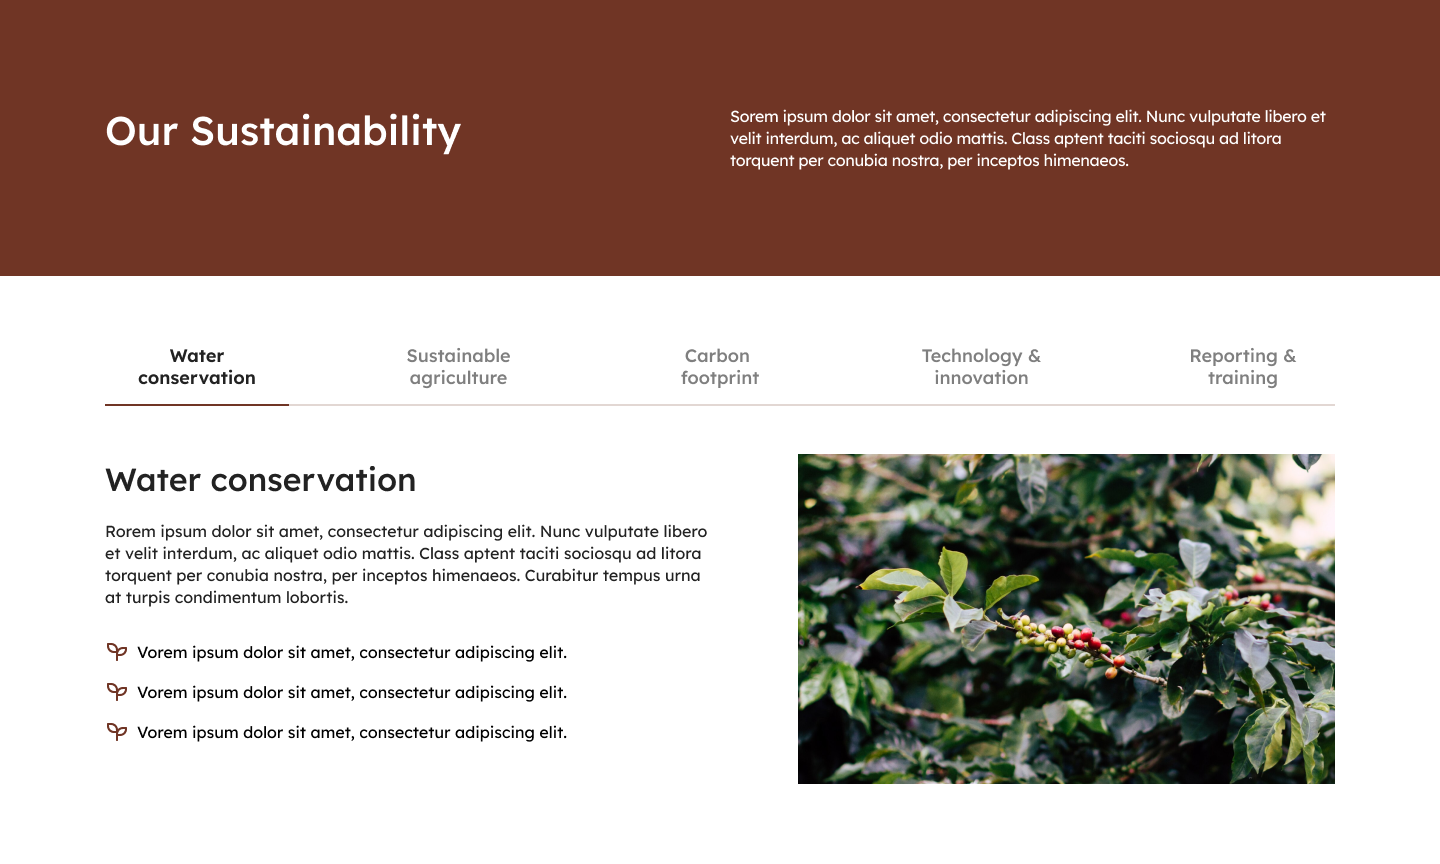 Our Sustainability
Sorem ipsum dolor sit amet, consectetur adipiscing elit. Nunc vulputate libero et
velit interdum, ac aliquet odio mattis. Class aptent taciti sociosqu ad litora
torquent per conubia nostra, per inceptos himenaeos.
Water
conservation
Sustainable
agriculture
Carbon
footprint
Technology &
innovation
Reporting &
training
Water conservation
Rorem ipsum dolor sit amet, consectetur adipiscing elit. Nunc vulputate libero
et velit interdum, ac aliquet odio mattis. Class aptent taciti sociosqu ad litora
torquent per conubia nostra, per inceptos himenaeos. Curabitur tempus urna
at turpis condimentum lobortis.
Vorem ipsum dolor sit amet, consectetur adipiscing elit.
Vorem ipsum dolor sit amet, consectetur adipiscing elit.
Vorem ipsum dolor sit amet, consectetur adipiscing elit.